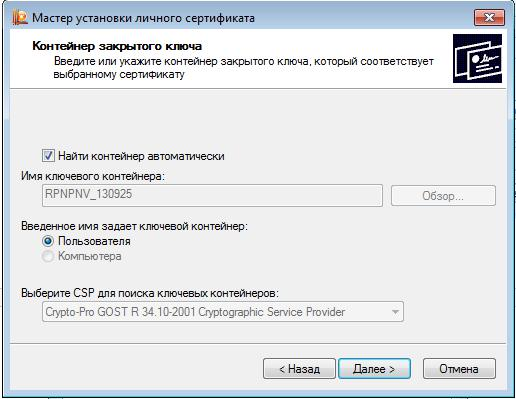 Мастер установки личного сертификата
Контейнер закрытого ключа
Введите или укажите контейнер закрытого ключа, который соответствует
выбранному сертификату
Найти контейнер автоматически
Имя ключевого контейнера:
RPNPNV_130925
Обзор...
Введенное имя задает ключевой контейнер:
Пользователя
Компьютера
Выберите CSP для поиска ключевых контейнеров:
Crypto-Pro GOST R 34.10-2001 Cryptographic Service Provider
< Назад
Далее >
Отмена